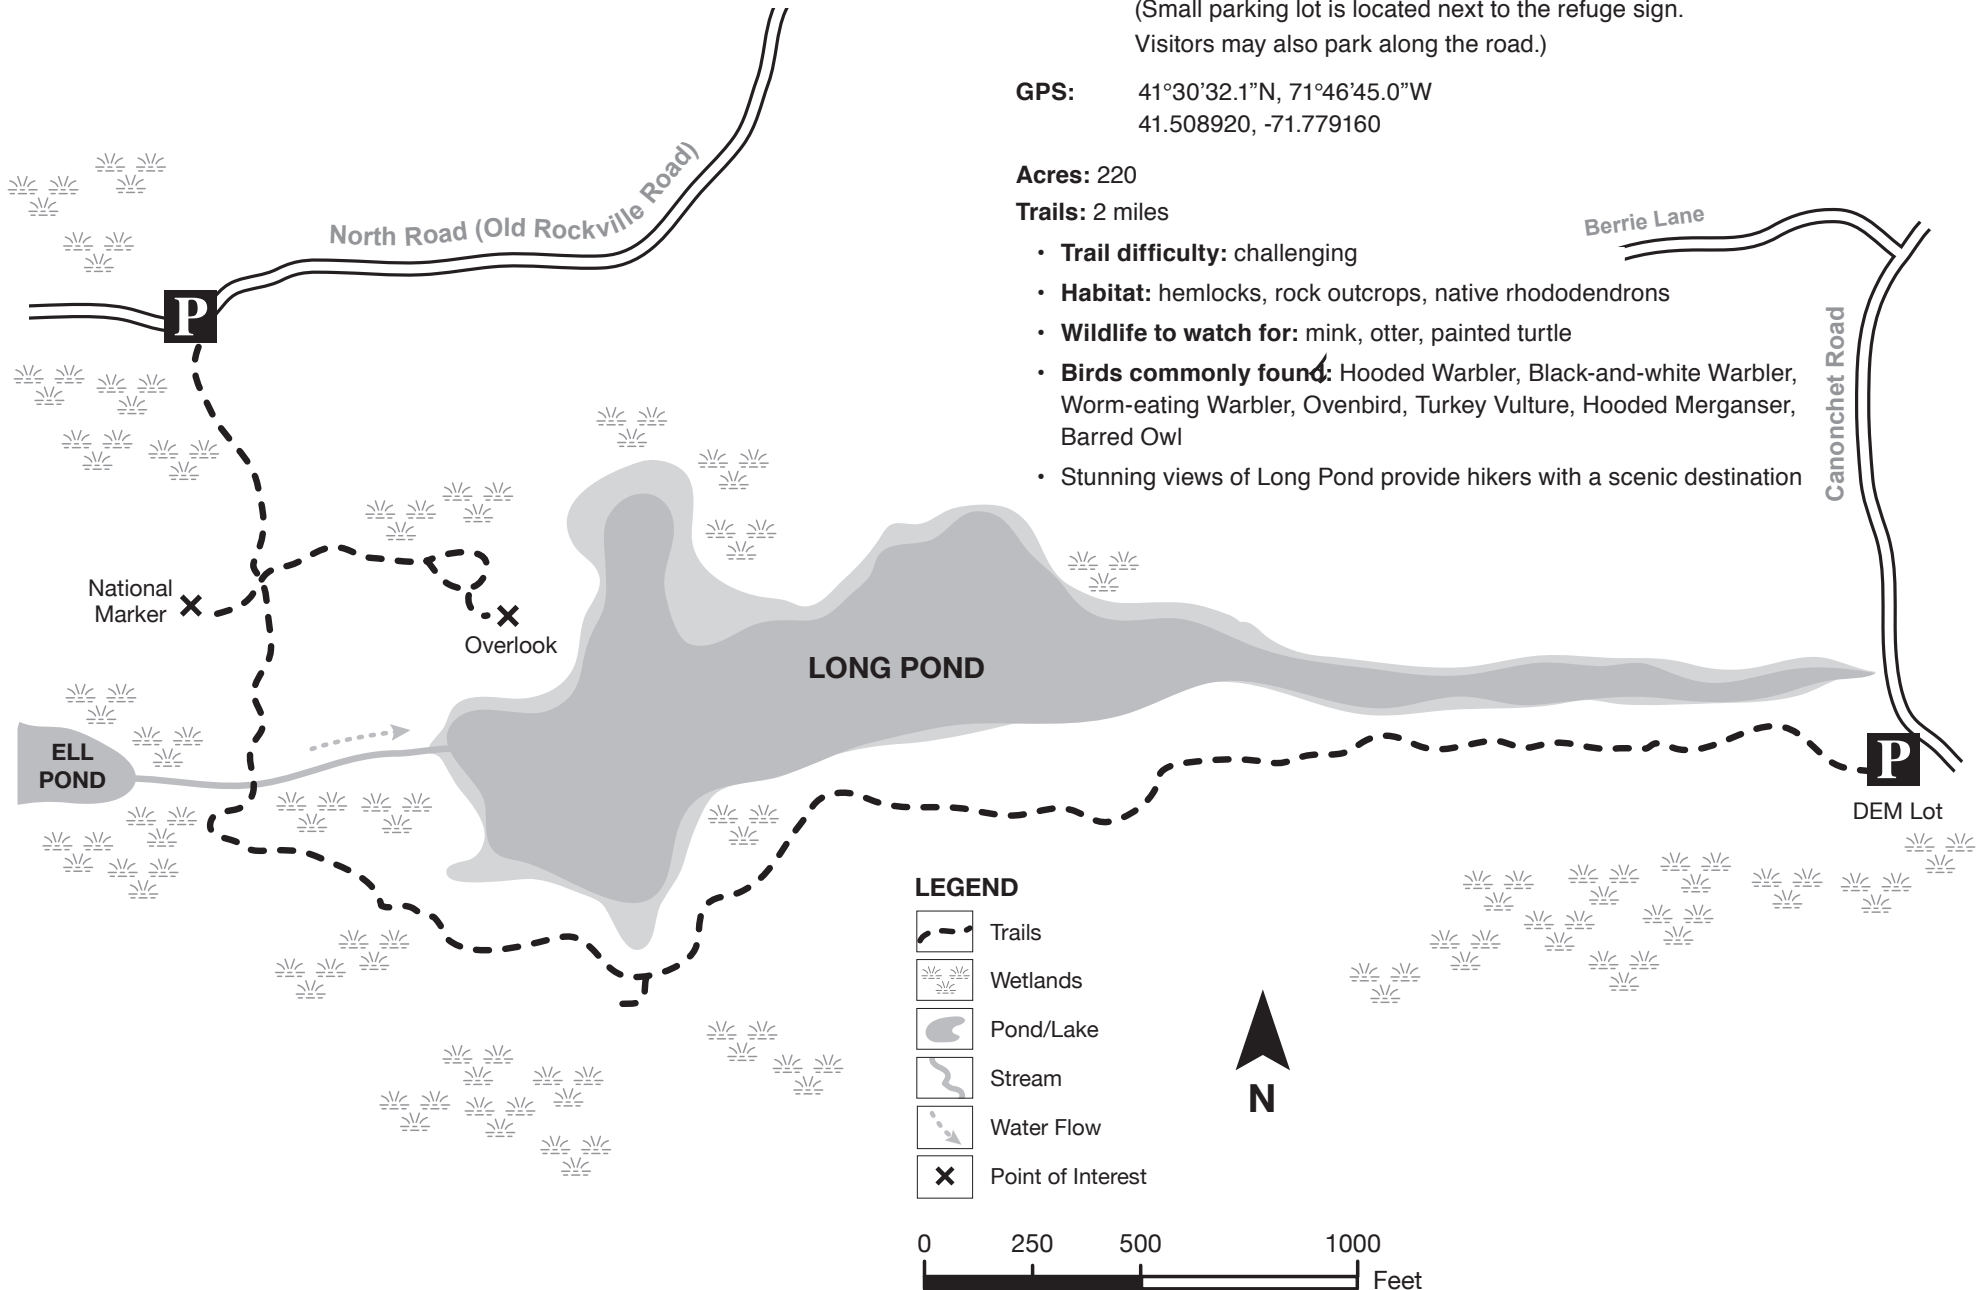 (Small parking lot is located next to the refuge sign.
Visitors may also park along the road.)
GPS: 41°30’32.1”N, 71°46’45.0”W
41.508920, -71.779160
Acres: 220
Trails: 2 miles
• Trail difficulty: challenging
• Habitat: hemlocks, rock outcrops, native rhododendrons
• Wildlife to watch for: mink, otter, painted turtle
• Birds commonly found: Hooded Warbler, Black-and-white Warbler,
Worm-eating Warbler, Ovenbird, Turkey Vulture, Hooded Merganser,
Barred Owl
• Stunning views of Long Pond provide hikers with a scenic destination
North Road (Old Rockville Road)
Berrie Lane
Canonchet Road
P
National
Marker
Overlook
LONG POND
ELL
POND
P
DEM Lot
LEGEND
Trails
Wetlands
Pond/Lake
Stream
Water Flow
Point of Interest
N
0 250 500 1000
Feet